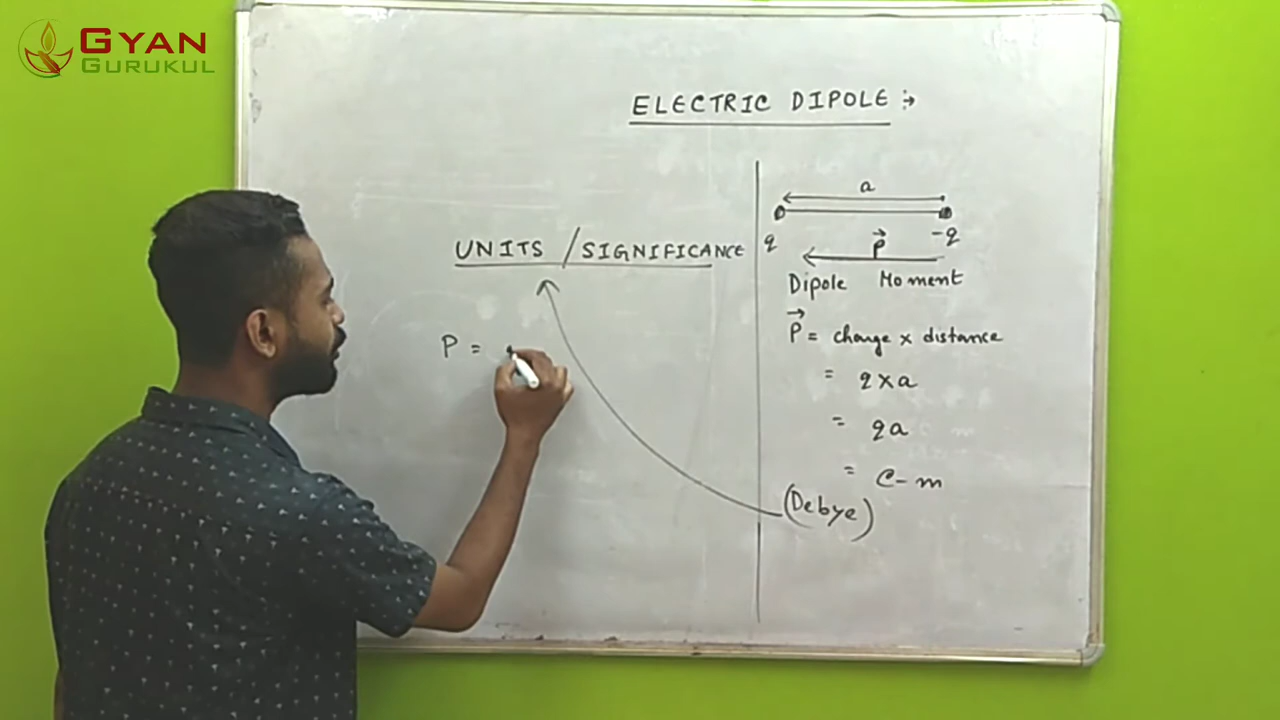 GYAN
GURUKUL
ELECTRIC DIPOLE :→
UNITS / SIGNIFICANCE
P =
a
q -q
P
Dipole Moment
P = charge x distance
= q x a
= qa
= C-m
(Debye)